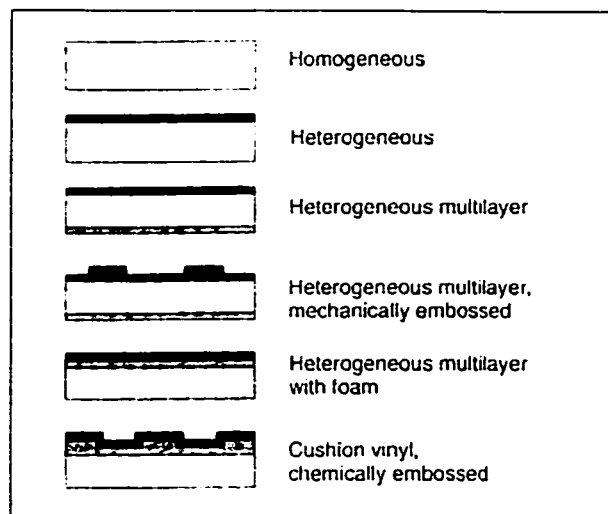 Homogeneous
Heterogeneous
Heterogeneous multilayer
Heterogeneous multilayer,
mechanically embossed
Heterogeneous multilayer
with foam
Cushion vinyl,
chemically embossed